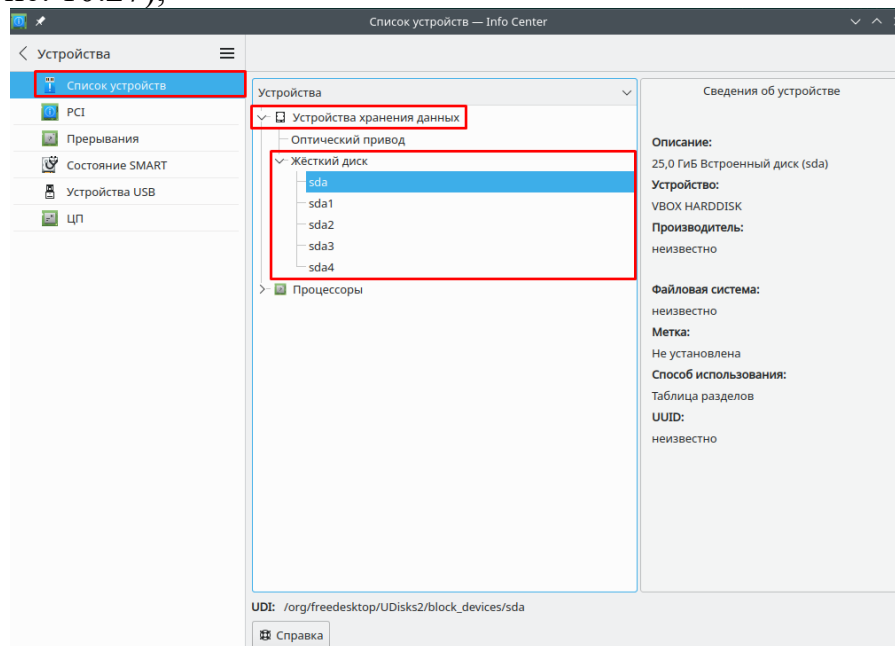 Список устройств — Info Center
Устройства
Список устройств
PCI
Прерывания
Состояние SMART
Устройства USB
ЦП
Устройства
Устройства хранения данных
Оптический привод
Жёсткий диск
sda
sda1
sda2
sda3
sda4
Процессоры
Сведения об устройстве
Описание:
25,0 ГиБ Встроенный диск (sda)
Устройство:
VBOX HARDDISK
Производитель:
неизвестно
Файловая система:
неизвестно
Метка:
Не установлена
Способ использования:
Таблица разделов
UUID:
неизвестно
UDI: /org/freedesktop/UDisks2/block_devices/sda
Справка